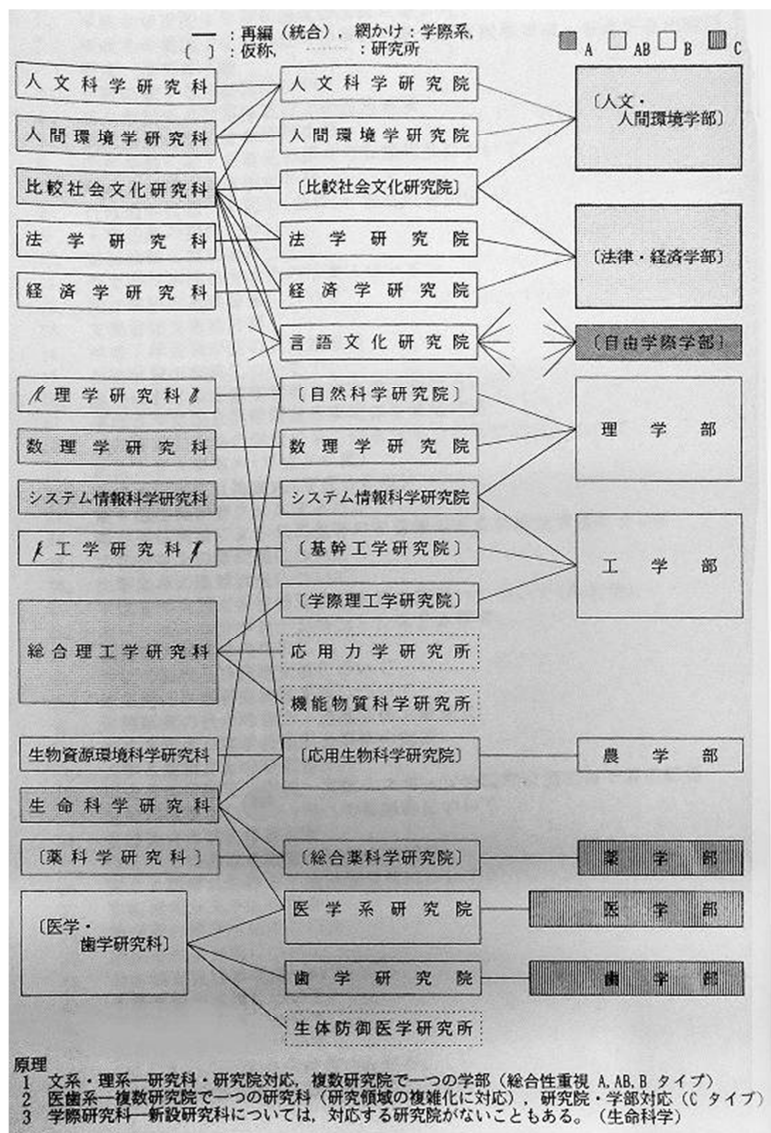 ― : 再編(統合), 網かけ : 学際系,
〔 〕: 仮称, ‥‥‥ : 研究所
A AB B C
人文科学研究科 人文科学研究院 〔人文・
人間環境学部〕
人間環境学研究科 人間環境学研究院
比較社会文化研究科 〔比較社会文化研究院〕
法学研究科 法学研究院 〔法律・経済学部〕
経済学研究科 経済学研究院
言語文化研究院 〔自由学際学部〕
理学研究科 〔自然科学研究院〕 理学部
数理学研究科 数理学研究院
システム情報科学研究科 システム情報科学研究院
工学研究科 〔基幹工学研究院〕 工学部
〔学際理工学研究院〕
総合理工学研究科 応用力学研究所
機能物質科学研究所
生物資源環境科学研究科 〔応用生物科学研究院〕 農学部
生命科学研究科
〔薬科学研究科〕 〔総合薬科学研究院〕 薬学部
〔医学・
歯学研究科〕 医学系研究院 医学部
歯学研究院 歯学部
生体防御医学研究所
原理
1 文系・理系―研究科・研究院対応, 複数研究院で一つの学部(総合性重視 A,AB,B タイプ)
2 医歯系―複数研究院で一つの研究科(研究領域の複雑化に対応), 研究院・学部対応(C タイプ)
3 学際研究科―新設研究科については, 対応する研究院がないこともある。(生命科学)